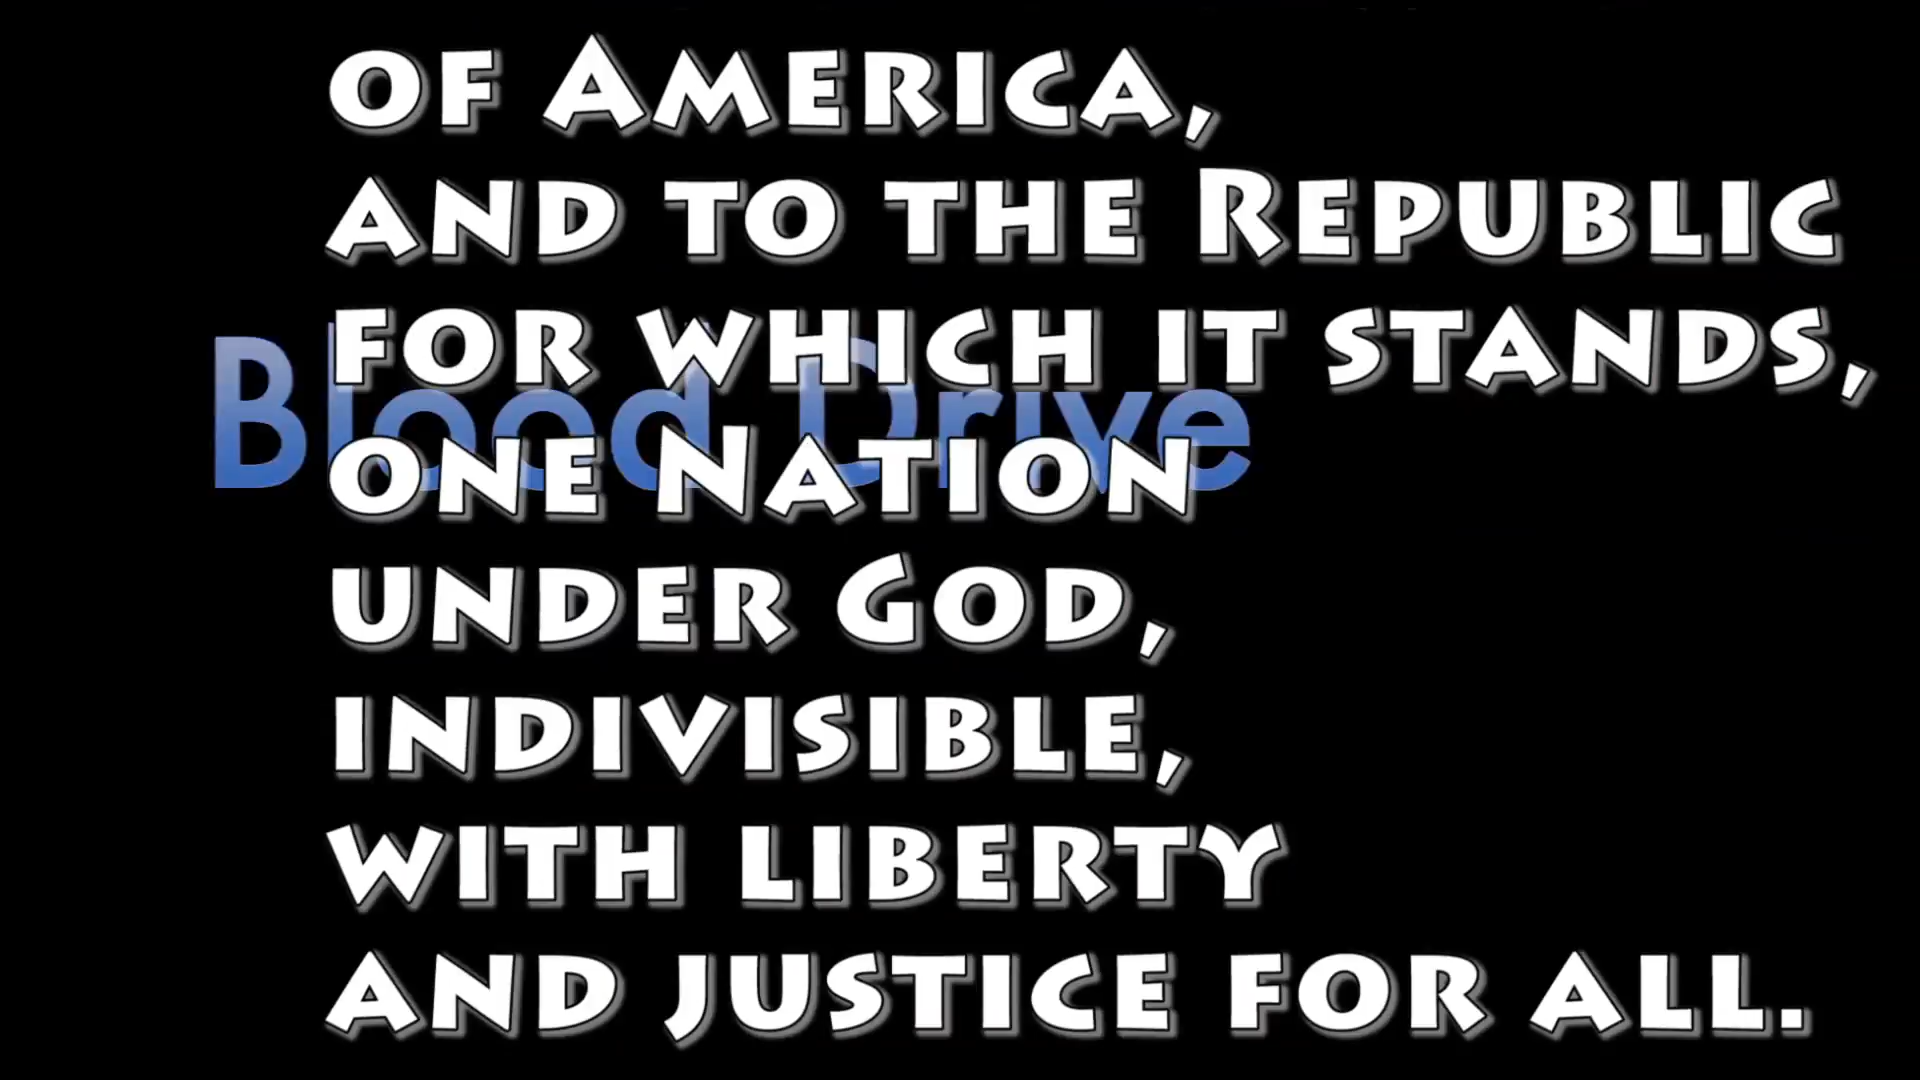 of America,
and to the Republic
for which it stands,
Blood Drive
one Nation
under God,
indivisible,
with liberty
and justice for all.